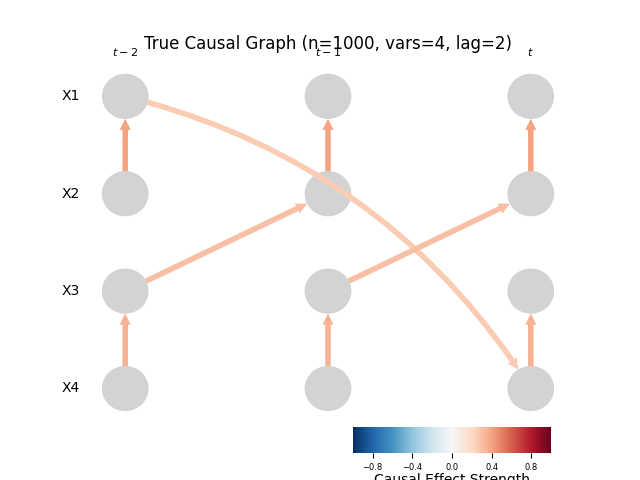 True Causal Graph (n=1000, vars=4, lag=2)
t − 2 t − 1 t
X1
X2
X3
X4
−0.8 −0.4 0.0 0.4 0.8
Causal Effect Strength